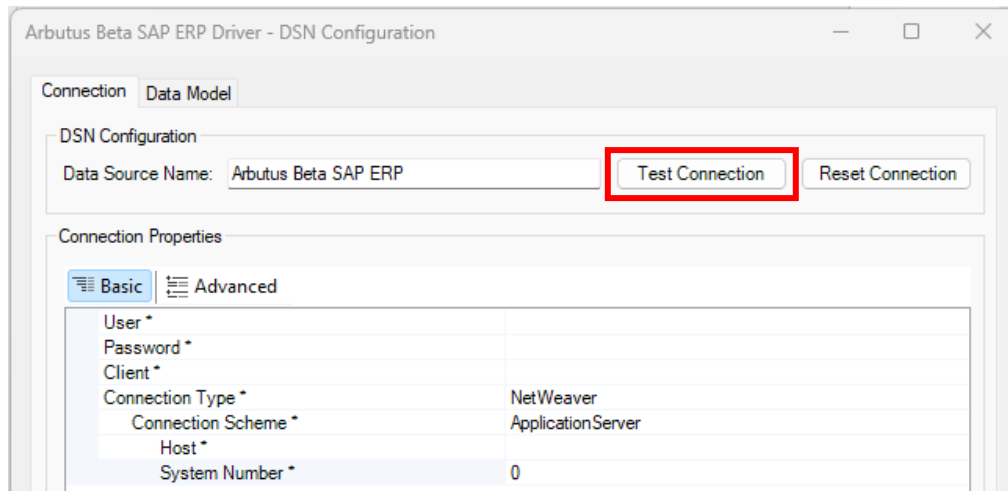 Arbutus Beta SAP ERP Driver - DSN Configuration
Connection Data Model
DSN Configuration
Data Source Name: Arbutus Beta SAP ERP Test Connection Reset Connection
Connection Properties
Basic Advanced
User *
Password *
Client *
Connection Type * NetWeaver
Connection Scheme * ApplicationServer
Host *
System Number * 0